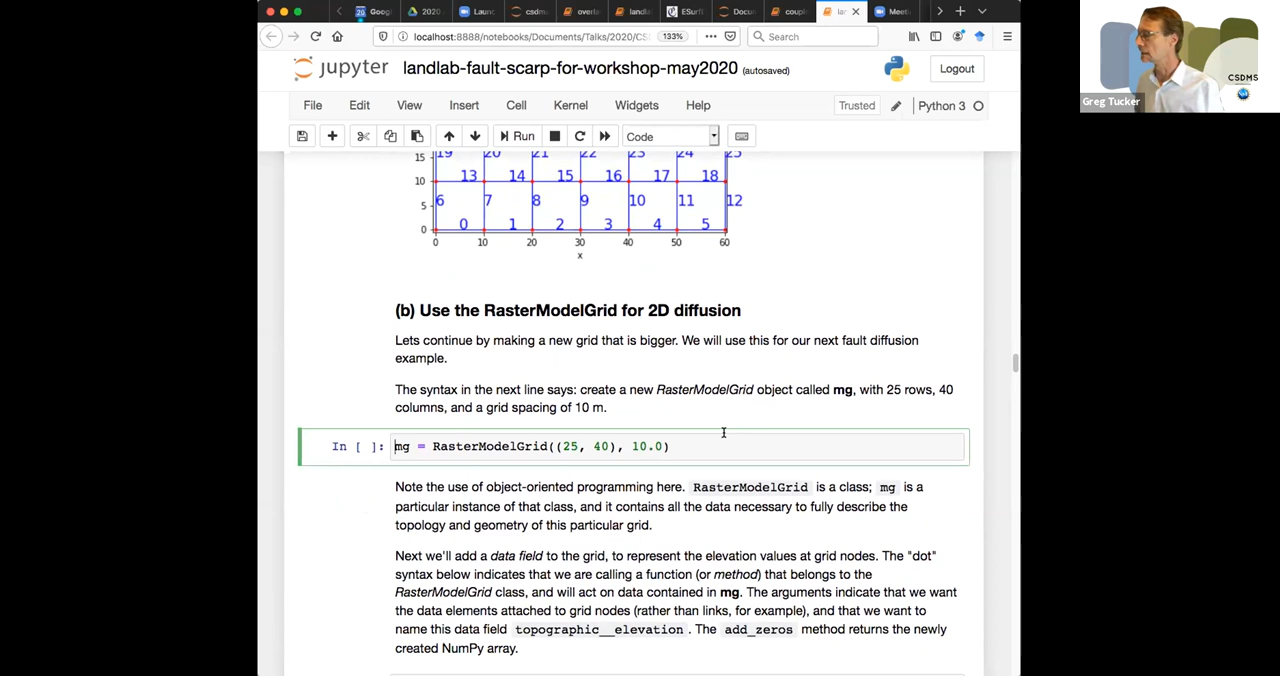 Goog
2020
Laun
csdm
overla
landla
ESurf
Docu
coupl
lar
Meeti
localhost:8888/notebooks/Documents/Talks/2020/CS
133%
Search
jupyter
landlab-fault-scarp-for-workshop-may2020 (autosaved)
Logout
CSDMS
Greg Tucker
File Edit View Insert Cell Kernel Widgets Help
Trusted
Python 3
Run
Code
15 19 20 21 22 23 24 25
10 13 14 15 16 17 18
5 6 7 8 9 10 11 12
0 0 1 2 3 4 5
0 10 20 30 40 50 60
x
(b) Use the RasterModelGrid for 2D diffusion
Lets continue by making a new grid that is bigger. We will use this for our next fault diffusion
example.
The syntax in the next line says: create a new RasterModelGrid object called mg, with 25 rows, 40
columns, and a grid spacing of 10 m.
In [ ]: mg = RasterModelGrid((25, 40), 10.0)
Note the use of object-oriented programming here. RasterModelGrid is a class; mg is a
particular instance of that class, and it contains all the data necessary to fully describe the
topology and geometry of this particular grid.
Next we'll add a data field to the grid, to represent the elevation values at grid nodes. The "dot"
syntax below indicates that we are calling a function (or method) that belongs to the
RasterModelGrid class, and will act on data contained in mg. The arguments indicate that we want
the data elements attached to grid nodes (rather than links, for example), and that we want to
name this data field topographic__elevation. The add_zeros method returns the newly
created NumPy array.